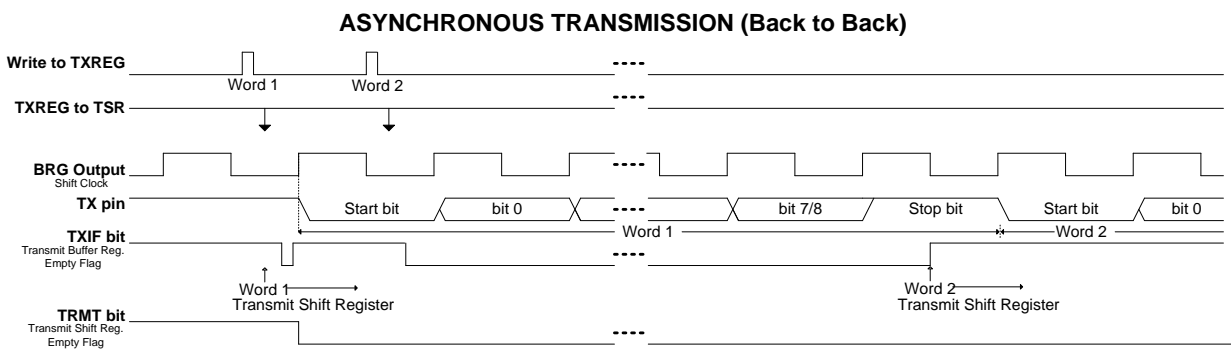 ASYNCHRONOUS TRANSMISSION (Back to Back)
Write to TXREG
Word 1
Word 2
TXREG to TSR
BRG Output
Shift Clock
TX pin
Start bit
bit 0
bit 7/8
Stop bit
Start bit
bit 0
Word 1
Word 2
TXIF bit
Transmit Buffer Reg.
Empty Flag
Word 1
Transmit Shift Register
Word 2
Transmit Shift Register
TRMT bit
Transmit Shift Reg.
Empty Flag